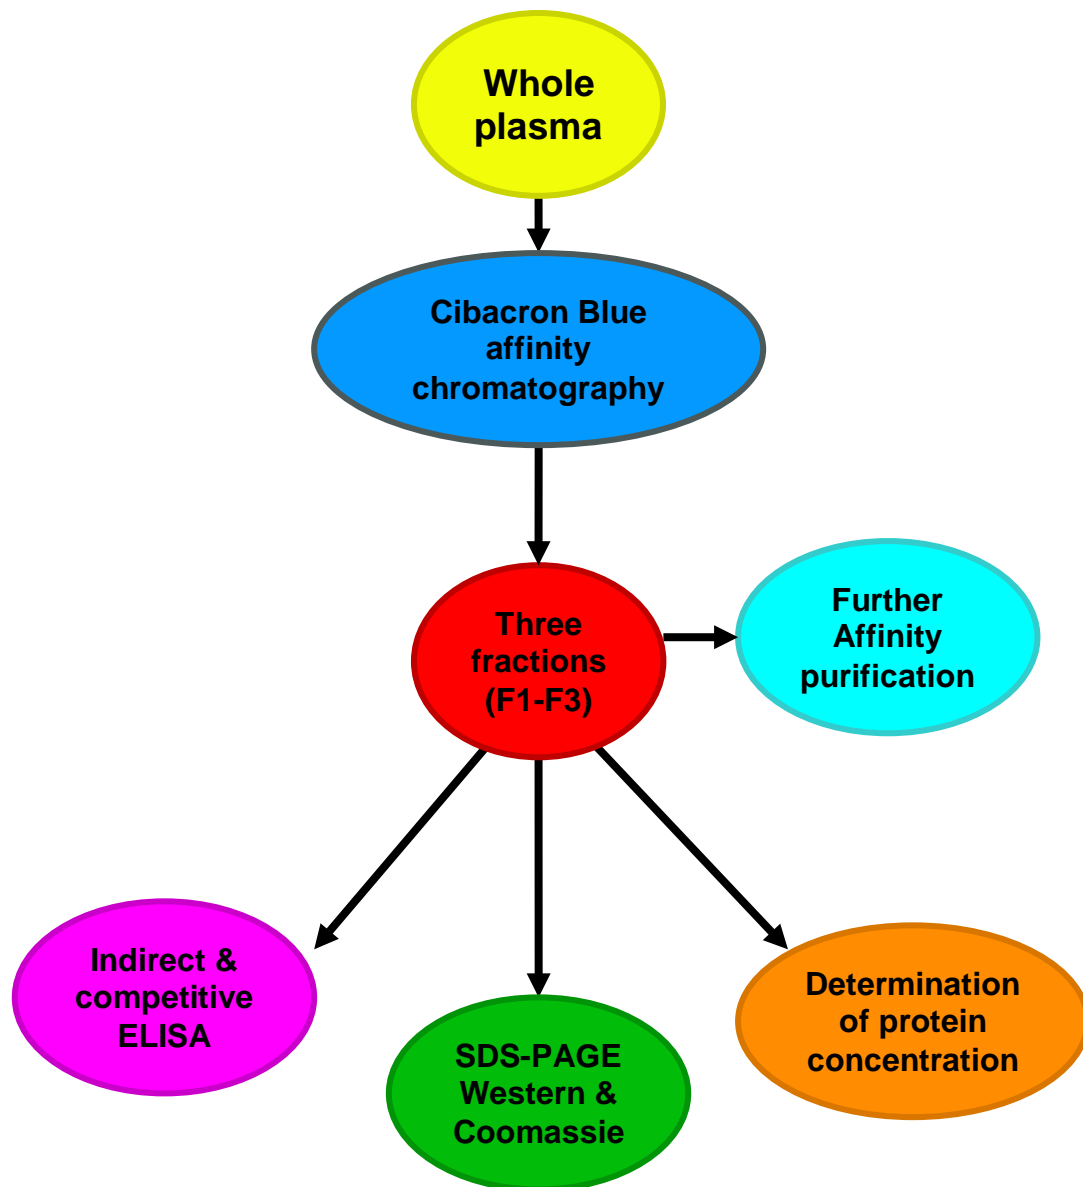 Whole
plasma
Cibacron Blue
affinity
chromatography
Three
fractions
(F1-F3)
Further
Affinity
purification
Indirect &
competitive
ELISA
SDS-PAGE
Western &
Coomassie
Determination
of protein
concentration